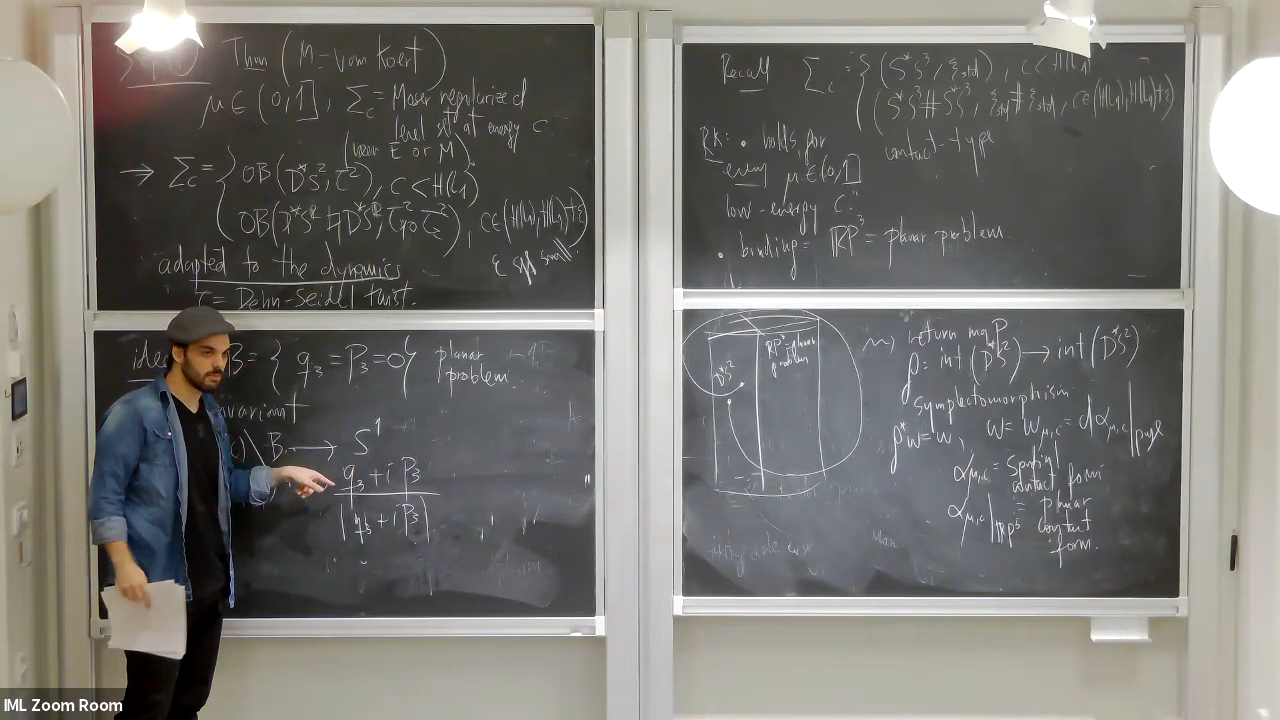 Thm (M-van Koert)
μ ∈ (0,1], Σ_c = Moser regularized
level set at energy c.
(near E or M)
→ Σ_c = { OB(D*S², τ²), c < H(L₁)
OB(D*S² ♮ D*S², τ₁² ∘ τ₂²), c ∈ (H(L₁), H(L₁)+ε)
adapted to the dynamics
ε suff small.
τ = Dehn-Seidel twist.
B = { q₃ = P₃ = 0 } planar
problem.
\ B → S¹
q₃ + i P₃
| q₃ + i P₃ |
Recall Σ_c = { (S*S³, ξ_std), c < H(L₁)
(S*S³ # S*S³, ξ_std # ξ_std), c ∈ (H(L₁), H(L₁)+ε)
contact-type
RK: • holds for
every μ ∈ (0,1]
low-energy c.
• binding = RP³ = planar problem.
D*S²
RP³ = planar
problem
⇝ return map
ρ: int(D*S²) → int(D*S²)
symplectomorphism
ρ*ω = ω, ω = ω_{μ,c} = dα_{μ,c}|page
α_{μ,c} = spatial
contact form
α_{μ,c}|RP³ = planar
contact
form.
IML Zoom Room